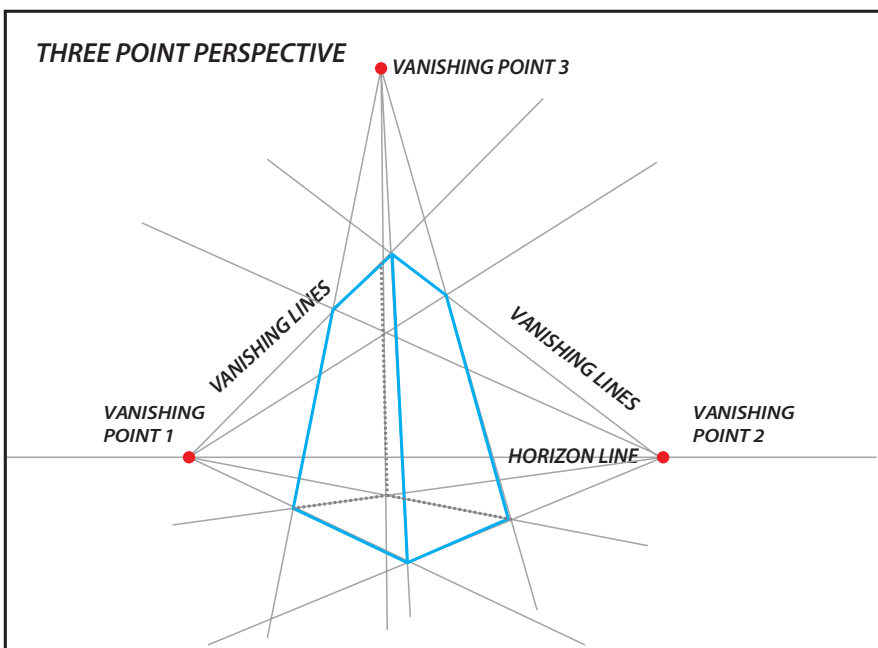 THREE POINT PERSPECTIVE
VANISHING POINT 3
VANISHING LINES
VANISHING LINES
VANISHING
POINT 1
HORIZON LINE
VANISHING
POINT 2